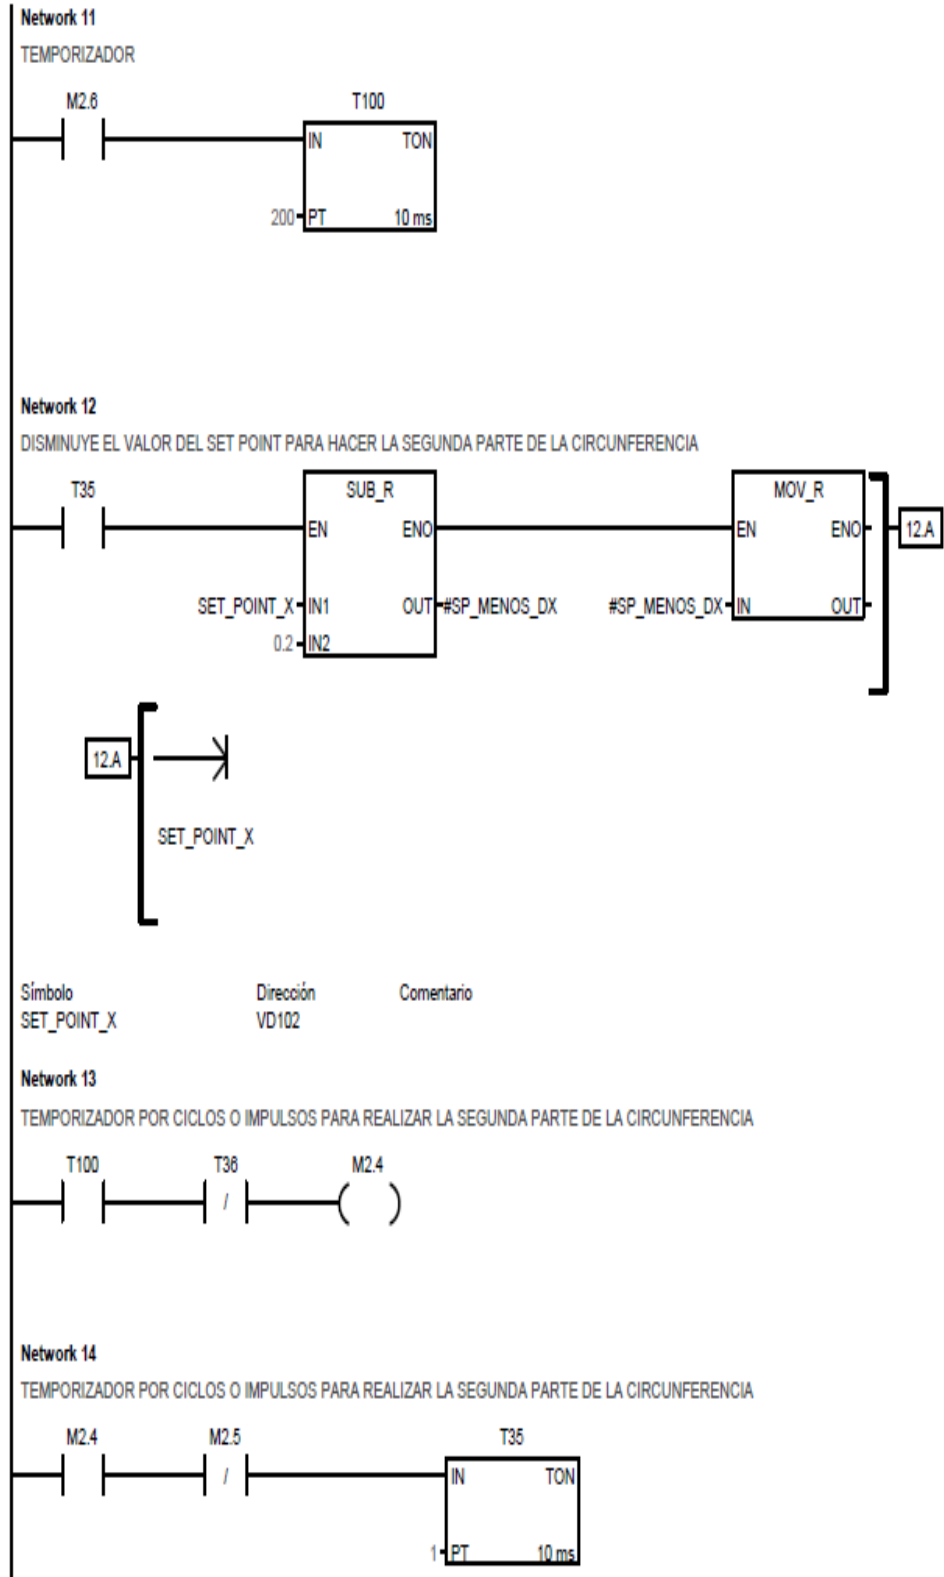 Network 11
TEMPORIZADOR
M2.6 T100
IN TON
200 PT 10 ms
Network 12
DISMINUYE EL VALOR DEL SET POINT PARA HACER LA SEGUNDA PARTE DE LA CIRCUNFERENCIA
T35 SUB_R MOV_R
EN ENO EN ENO 12.A
SET_POINT_X IN1 OUT #SP_MENOS_DX #SP_MENOS_DX IN OUT
0.2 IN2
12.A
SET_POINT_X
Símbolo Dirección Comentario
SET_POINT_X VD102
Network 13
TEMPORIZADOR POR CICLOS O IMPULSOS PARA REALIZAR LA SEGUNDA PARTE DE LA CIRCUNFERENCIA
T100 T36 M2.4
/
Network 14
TEMPORIZADOR POR CICLOS O IMPULSOS PARA REALIZAR LA SEGUNDA PARTE DE LA CIRCUNFERENCIA
M2.4 M2.5 T35
/ IN TON
1 PT 10 ms